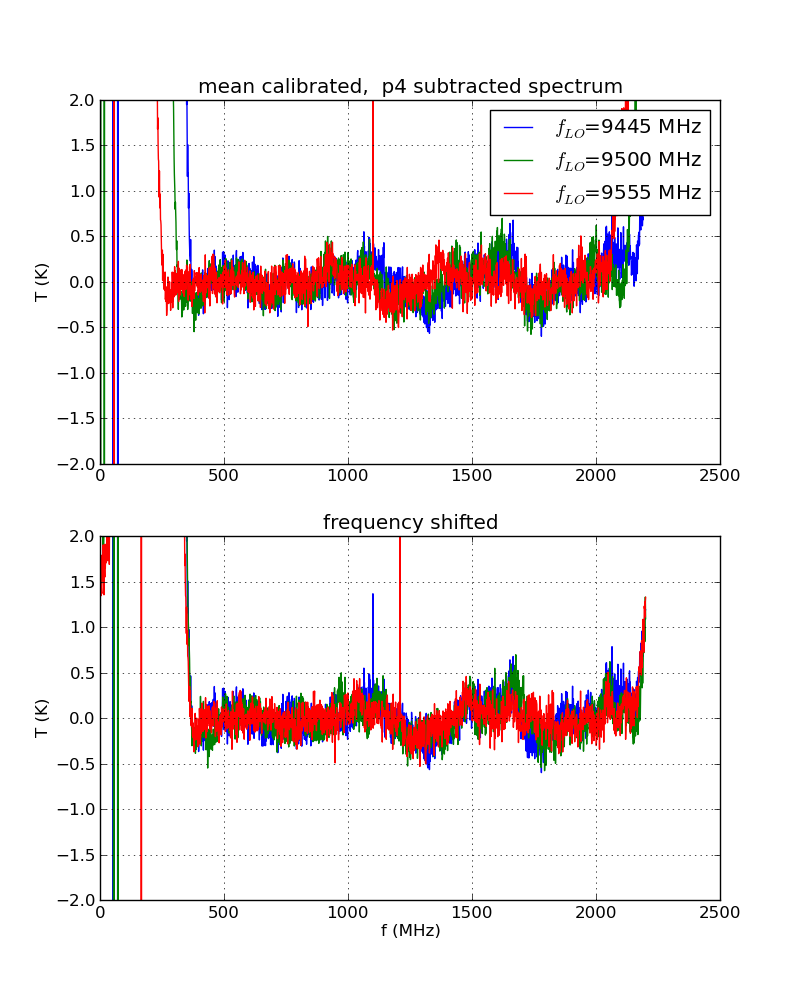 mean calibrated,  p4 subtracted spectrum
2.0
1.5
1.0
0.5
0.0
−0.5
−1.0
−1.5
−2.0
T (K)
f_LO=9445 MHz
f_LO=9500 MHz
f_LO=9555 MHz
0 500 1000 1500 2000 2500
frequency shifted
2.0
1.5
1.0
0.5
0.0
−0.5
−1.0
−1.5
−2.0
T (K)
0 500 1000 1500 2000 2500
f (MHz)